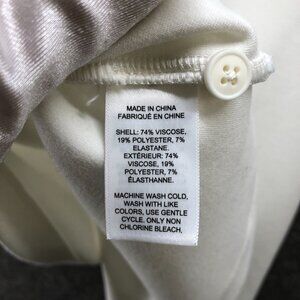 MADE IN CHINA
FABRIQUÉ EN CHINE
SHELL: 74% VISCOSE,
19% POLYESTER, 7%
ELASTANE.
EXTÉRIEUR: 74%
VISCOSE, 19%
POLYESTER, 7%
ÉLASTHANNE.
MACHINE WASH COLD,
WASH WITH LIKE
COLORS, USE GENTLE
CYCLE, ONLY NON
CHLORINE BLEACH,